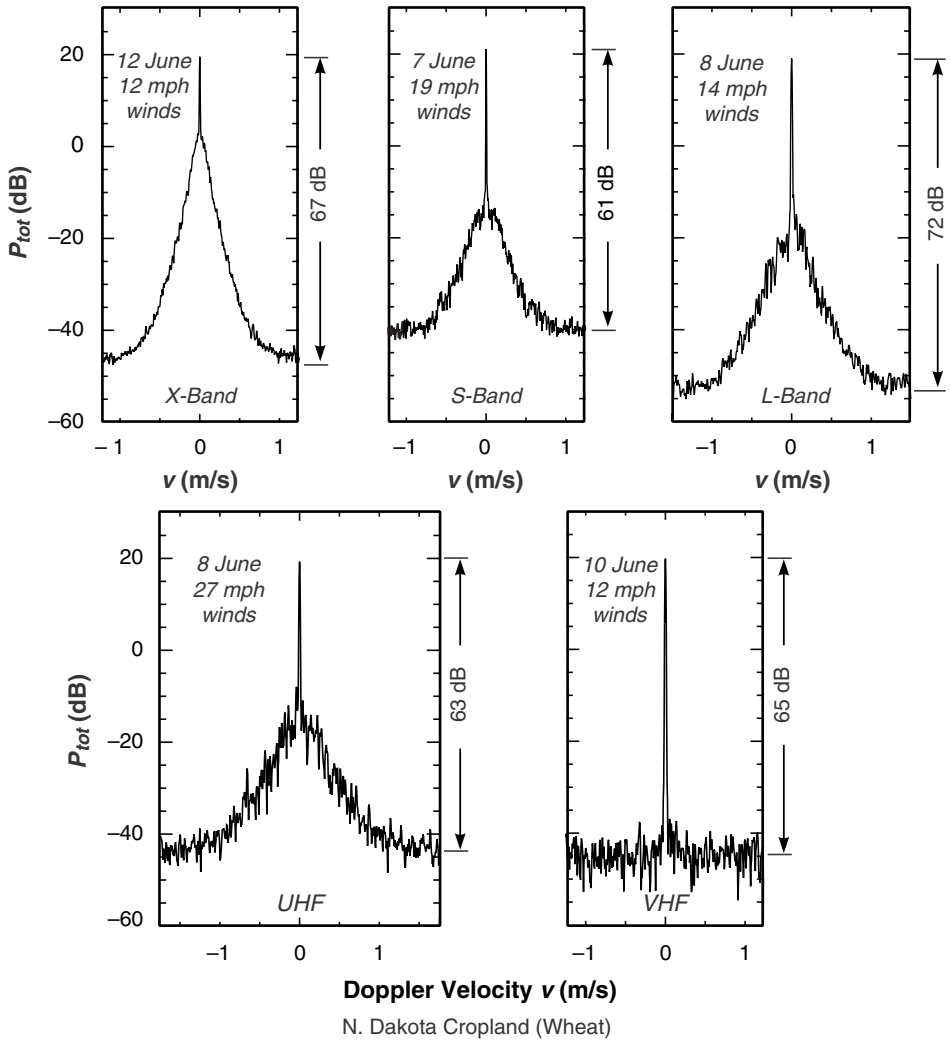 12 June
12 mph
winds
67 dB
X-Band
7 June
19 mph
winds
61 dB
S-Band
8 June
14 mph
winds
72 dB
L-Band
P_tot (dB)
20
0
−20
−40
−60
−1 0 1
v (m/s)
−1 0 1
v (m/s)
−1 0 1
v (m/s)
8 June
27 mph
winds
63 dB
UHF
10 June
12 mph
winds
65 dB
VHF
P_tot (dB)
20
0
−20
−40
−60
−1 0 1
−1 0 1
Doppler Velocity v (m/s)
N. Dakota Cropland (Wheat)